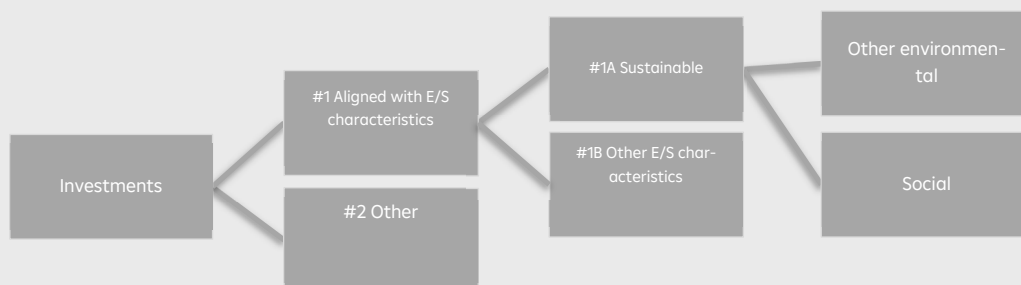 Investments
#1 Aligned with E/S
characteristics
#2 Other
#1A Sustainable
#1B Other E/S char-
acteristics
Other environmen-
tal
Social